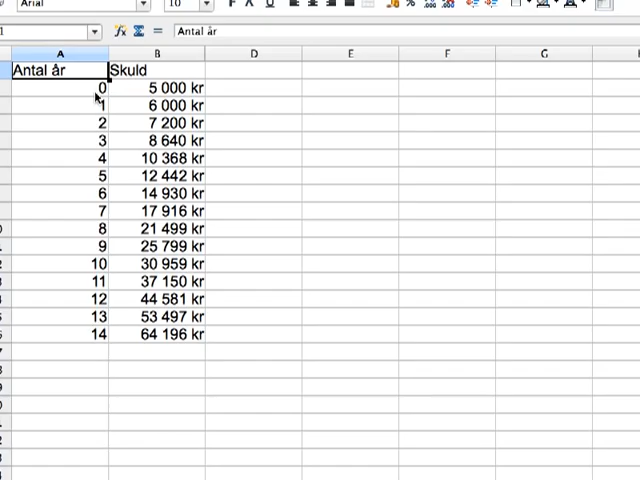 Arial 10
Antal år
A B D E F G
Antal år Skuld
0 5 000 kr
1 6 000 kr
2 7 200 kr
3 8 640 kr
4 10 368 kr
5 12 442 kr
6 14 930 kr
7 17 916 kr
8 21 499 kr
9 25 799 kr
10 30 959 kr
11 37 150 kr
12 44 581 kr
13 53 497 kr
14 64 196 kr